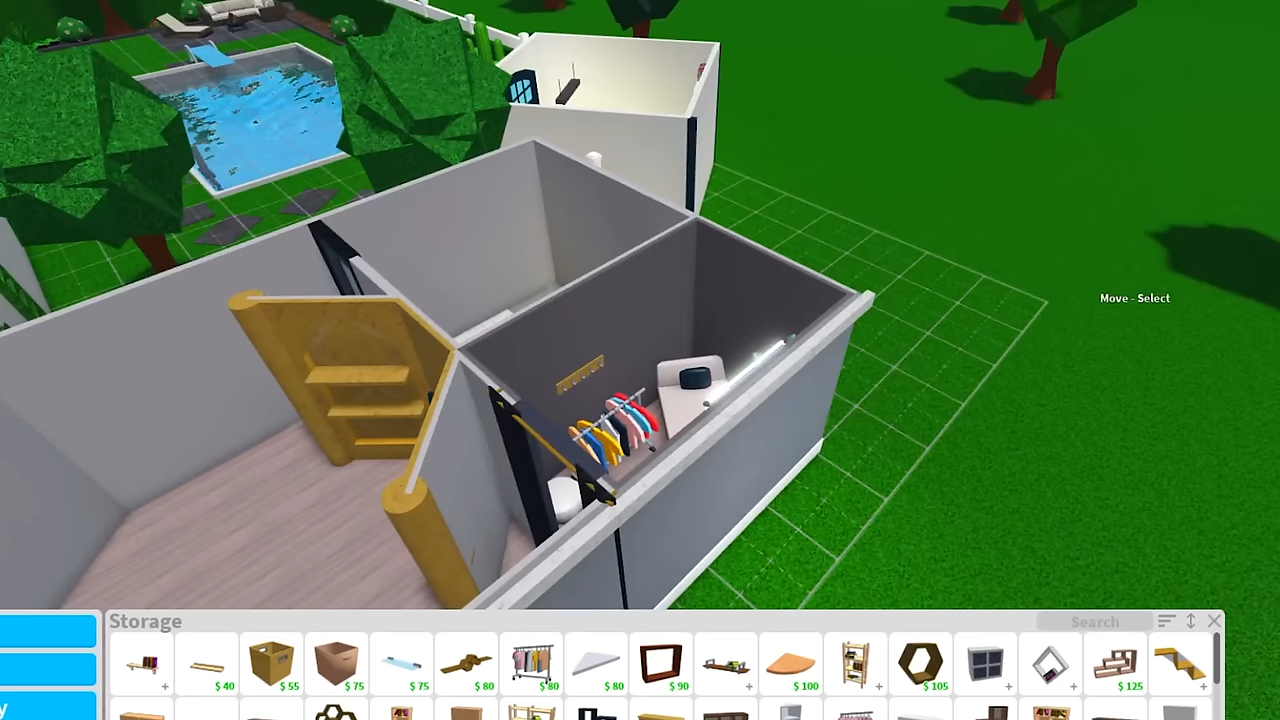 Move - Select
Storage
Search
$ 40
$ 55
$ 75
$ 75
$ 80
$ 80
$ 80
$ 90
$ 100
$ 105
$ 125
y